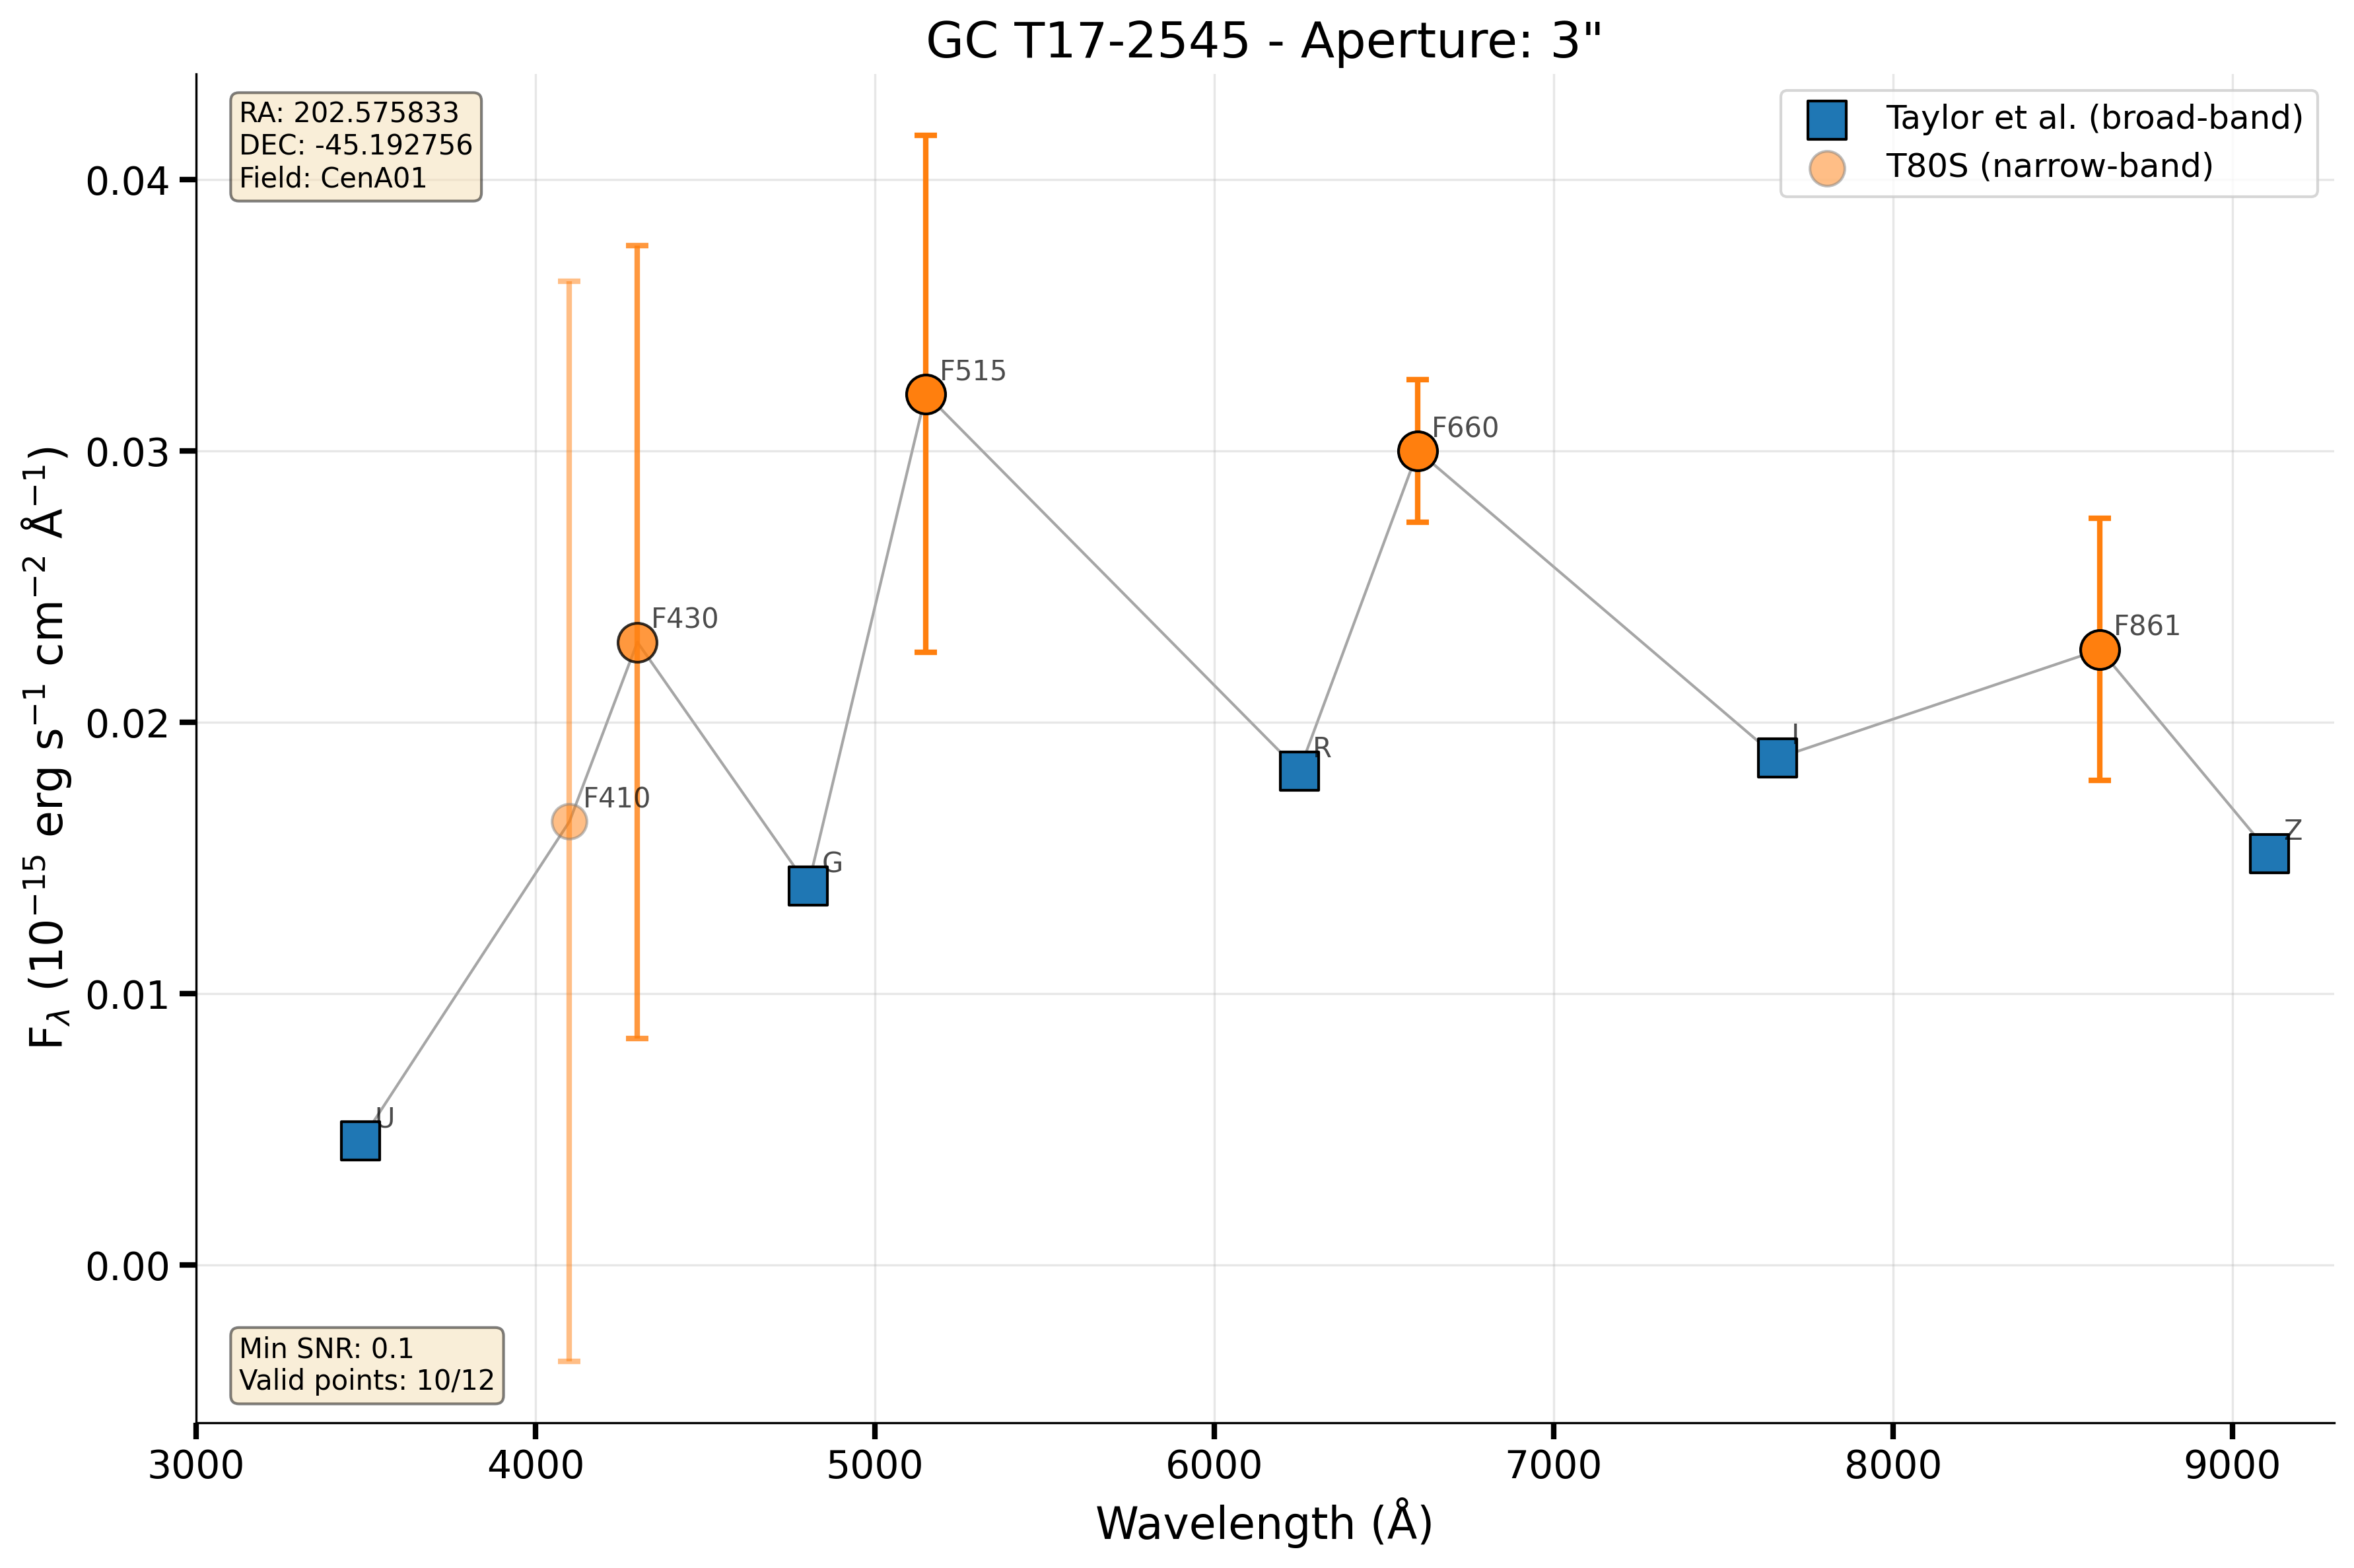 GC T17-2545 - Aperture: 3"
RA: 202.575833
DEC: -45.192756
Field: CenA01
Taylor et al. (broad-band)
T80S (narrow-band)
F515
F660
F430
F861
F410
R
I
G
Z
U
Min SNR: 0.1
Valid points: 10/12
0.04
0.03
0.02
0.01
0.00
F_λ (10⁻¹⁵ erg s⁻¹ cm⁻² Å⁻¹)
3000 4000 5000 6000 7000 8000 9000
Wavelength (Å)